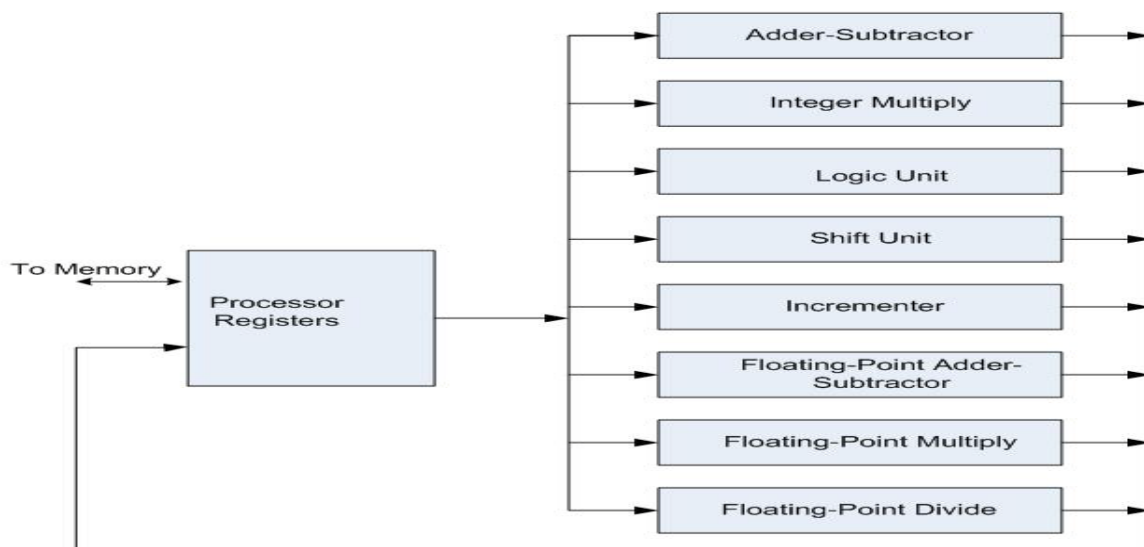 Adder-Subtractor
Integer Multiply
Logic Unit
Shift Unit
To Memory
Processor
Registers
Incrementer
Floating-Point Adder-
Subtractor
Floating-Point Multiply
Floating-Point Divide